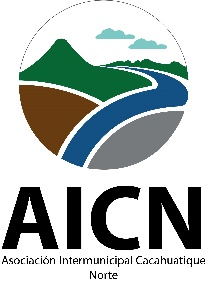 AICN
Asociación Intermunicipal Cacahuatique
Norte